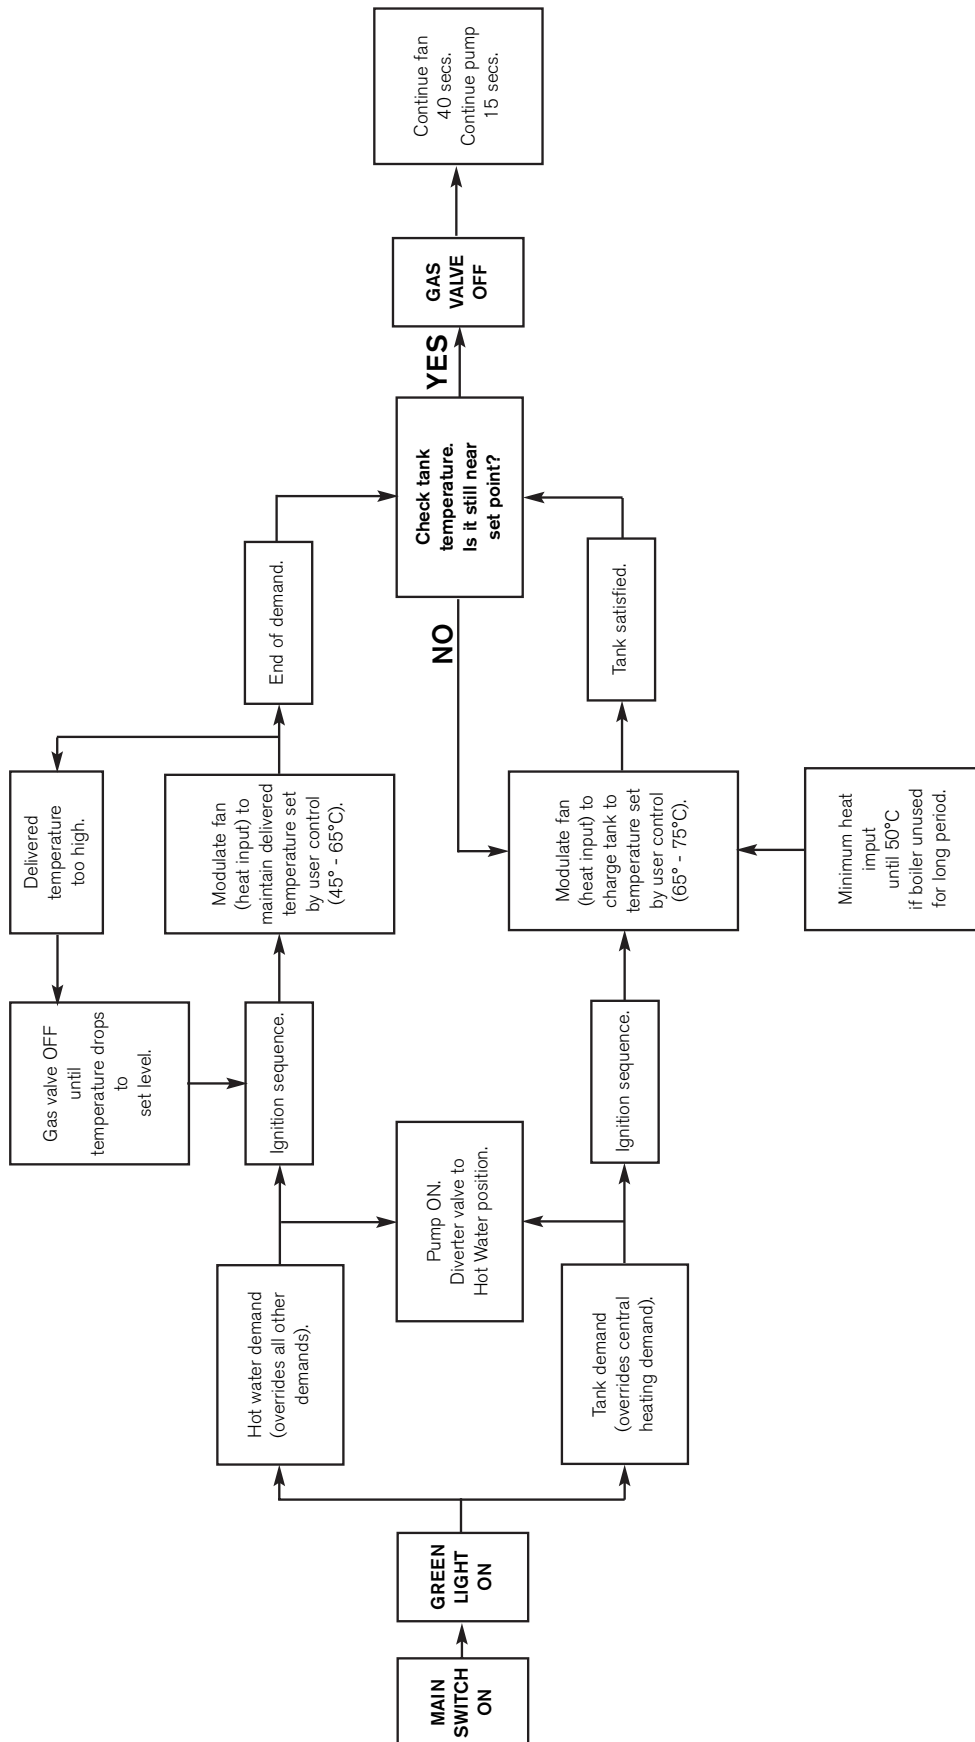 MAIN
SWITCH
ON
GREEN
LIGHT
ON
Hot water demand
(overrides all other
demands).
Tank demand
(overrides central
heating demand).
Pump ON.
Diverter valve to
Hot Water position.
Gas valve OFF
until
temperature drops
to
set level.
Ignition sequence.
Ignition sequence.
Delivered
temperature
too high.
Modulate fan
(heat input) to
maintain delivered
temperature set
by user control
(45° - 65°C).
Modulate fan
(heat input) to
charge tank to
temperature set
by user control
(65° - 75°C).
Minimum heat
imput
until 50°C
if boiler unused
for long period.
End of demand.
NO
Tank satisfied.
Check tank
temperature.
Is it still near
set point?
YES
GAS
VALVE
OFF
Continue fan
40 secs.
Continue pump
15 secs.